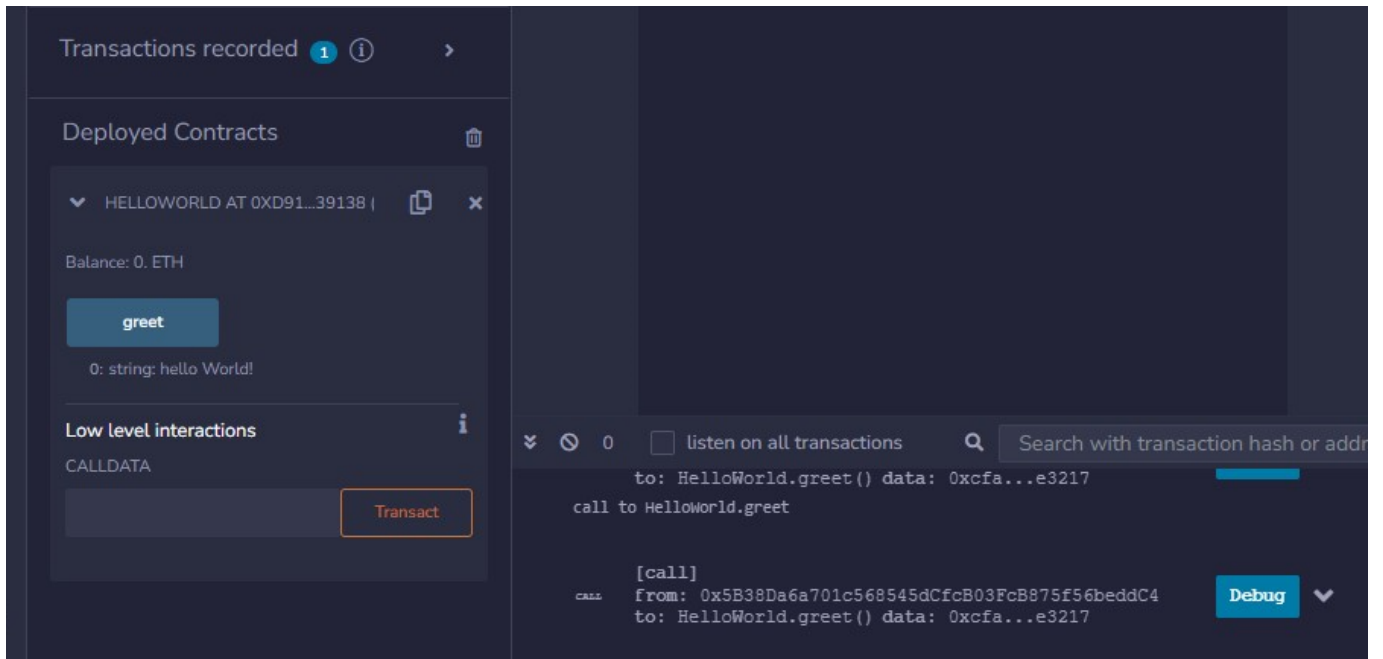 Transactions recorded 1 i
Deployed Contracts
HELLOWORLD AT 0XD91...39138 (
Balance: 0. ETH
greet
0: string: hello World!
Low level interactions i
CALLDATA
Transact
0 listen on all transactions Search with transaction hash or addr
to: HelloWorld.greet() data: 0xcfa...e3217
call to HelloWorld.greet
[call]
CALL from: 0x5B38Da6a701c568545dCfcB03FcB875f56beddC4 Debug
to: HelloWorld.greet() data: 0xcfa...e3217